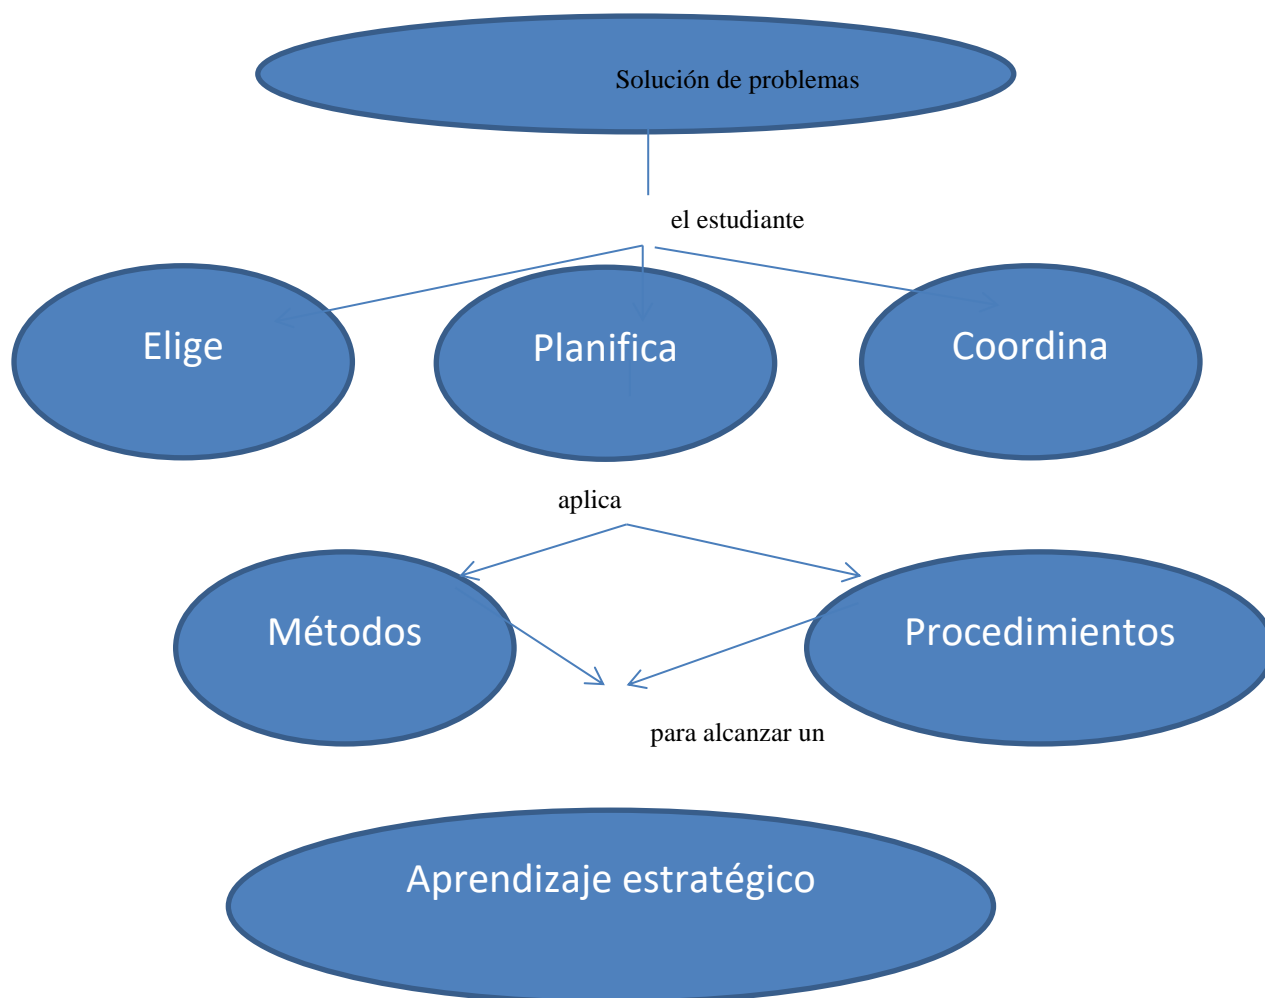 Solución de problemas
el estudiante
Elige
Planifica
Coordina
aplica
Métodos
Procedimientos
para alcanzar un
Aprendizaje estratégico